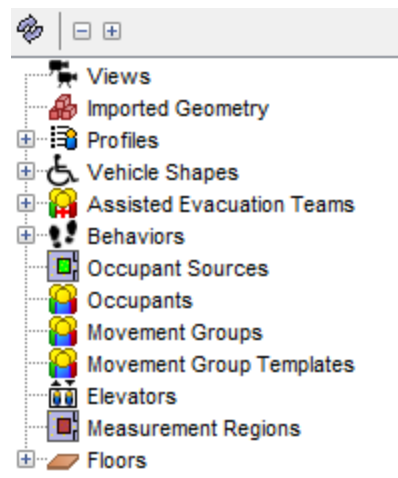 Views
Imported Geometry
Profiles
Vehicle Shapes
Assisted Evacuation Teams
Behaviors
Occupant Sources
Occupants
Movement Groups
Movement Group Templates
Elevators
Measurement Regions
Floors